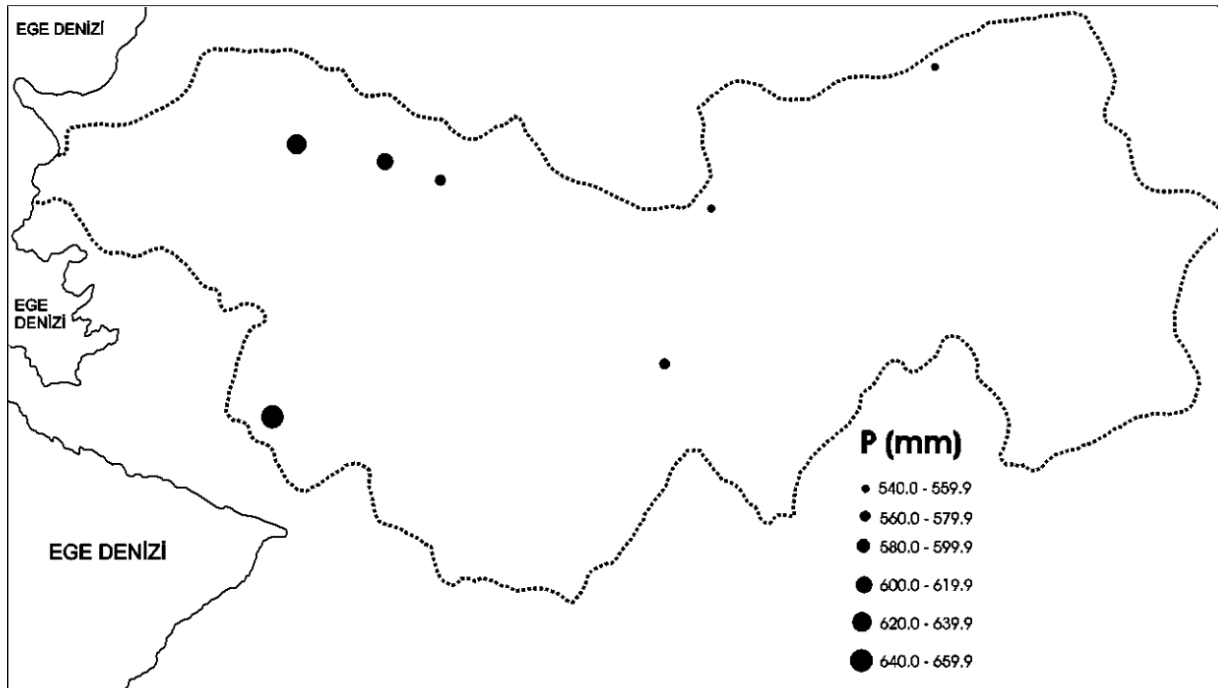 EGE DENİZİ
EGE
DENİZİ
EGE DENİZİ
P (mm)
540.0 - 559.9
560.0 - 579.9
580.0 - 599.9
600.0 - 619.9
620.0 - 639.9
640.0 - 659.9